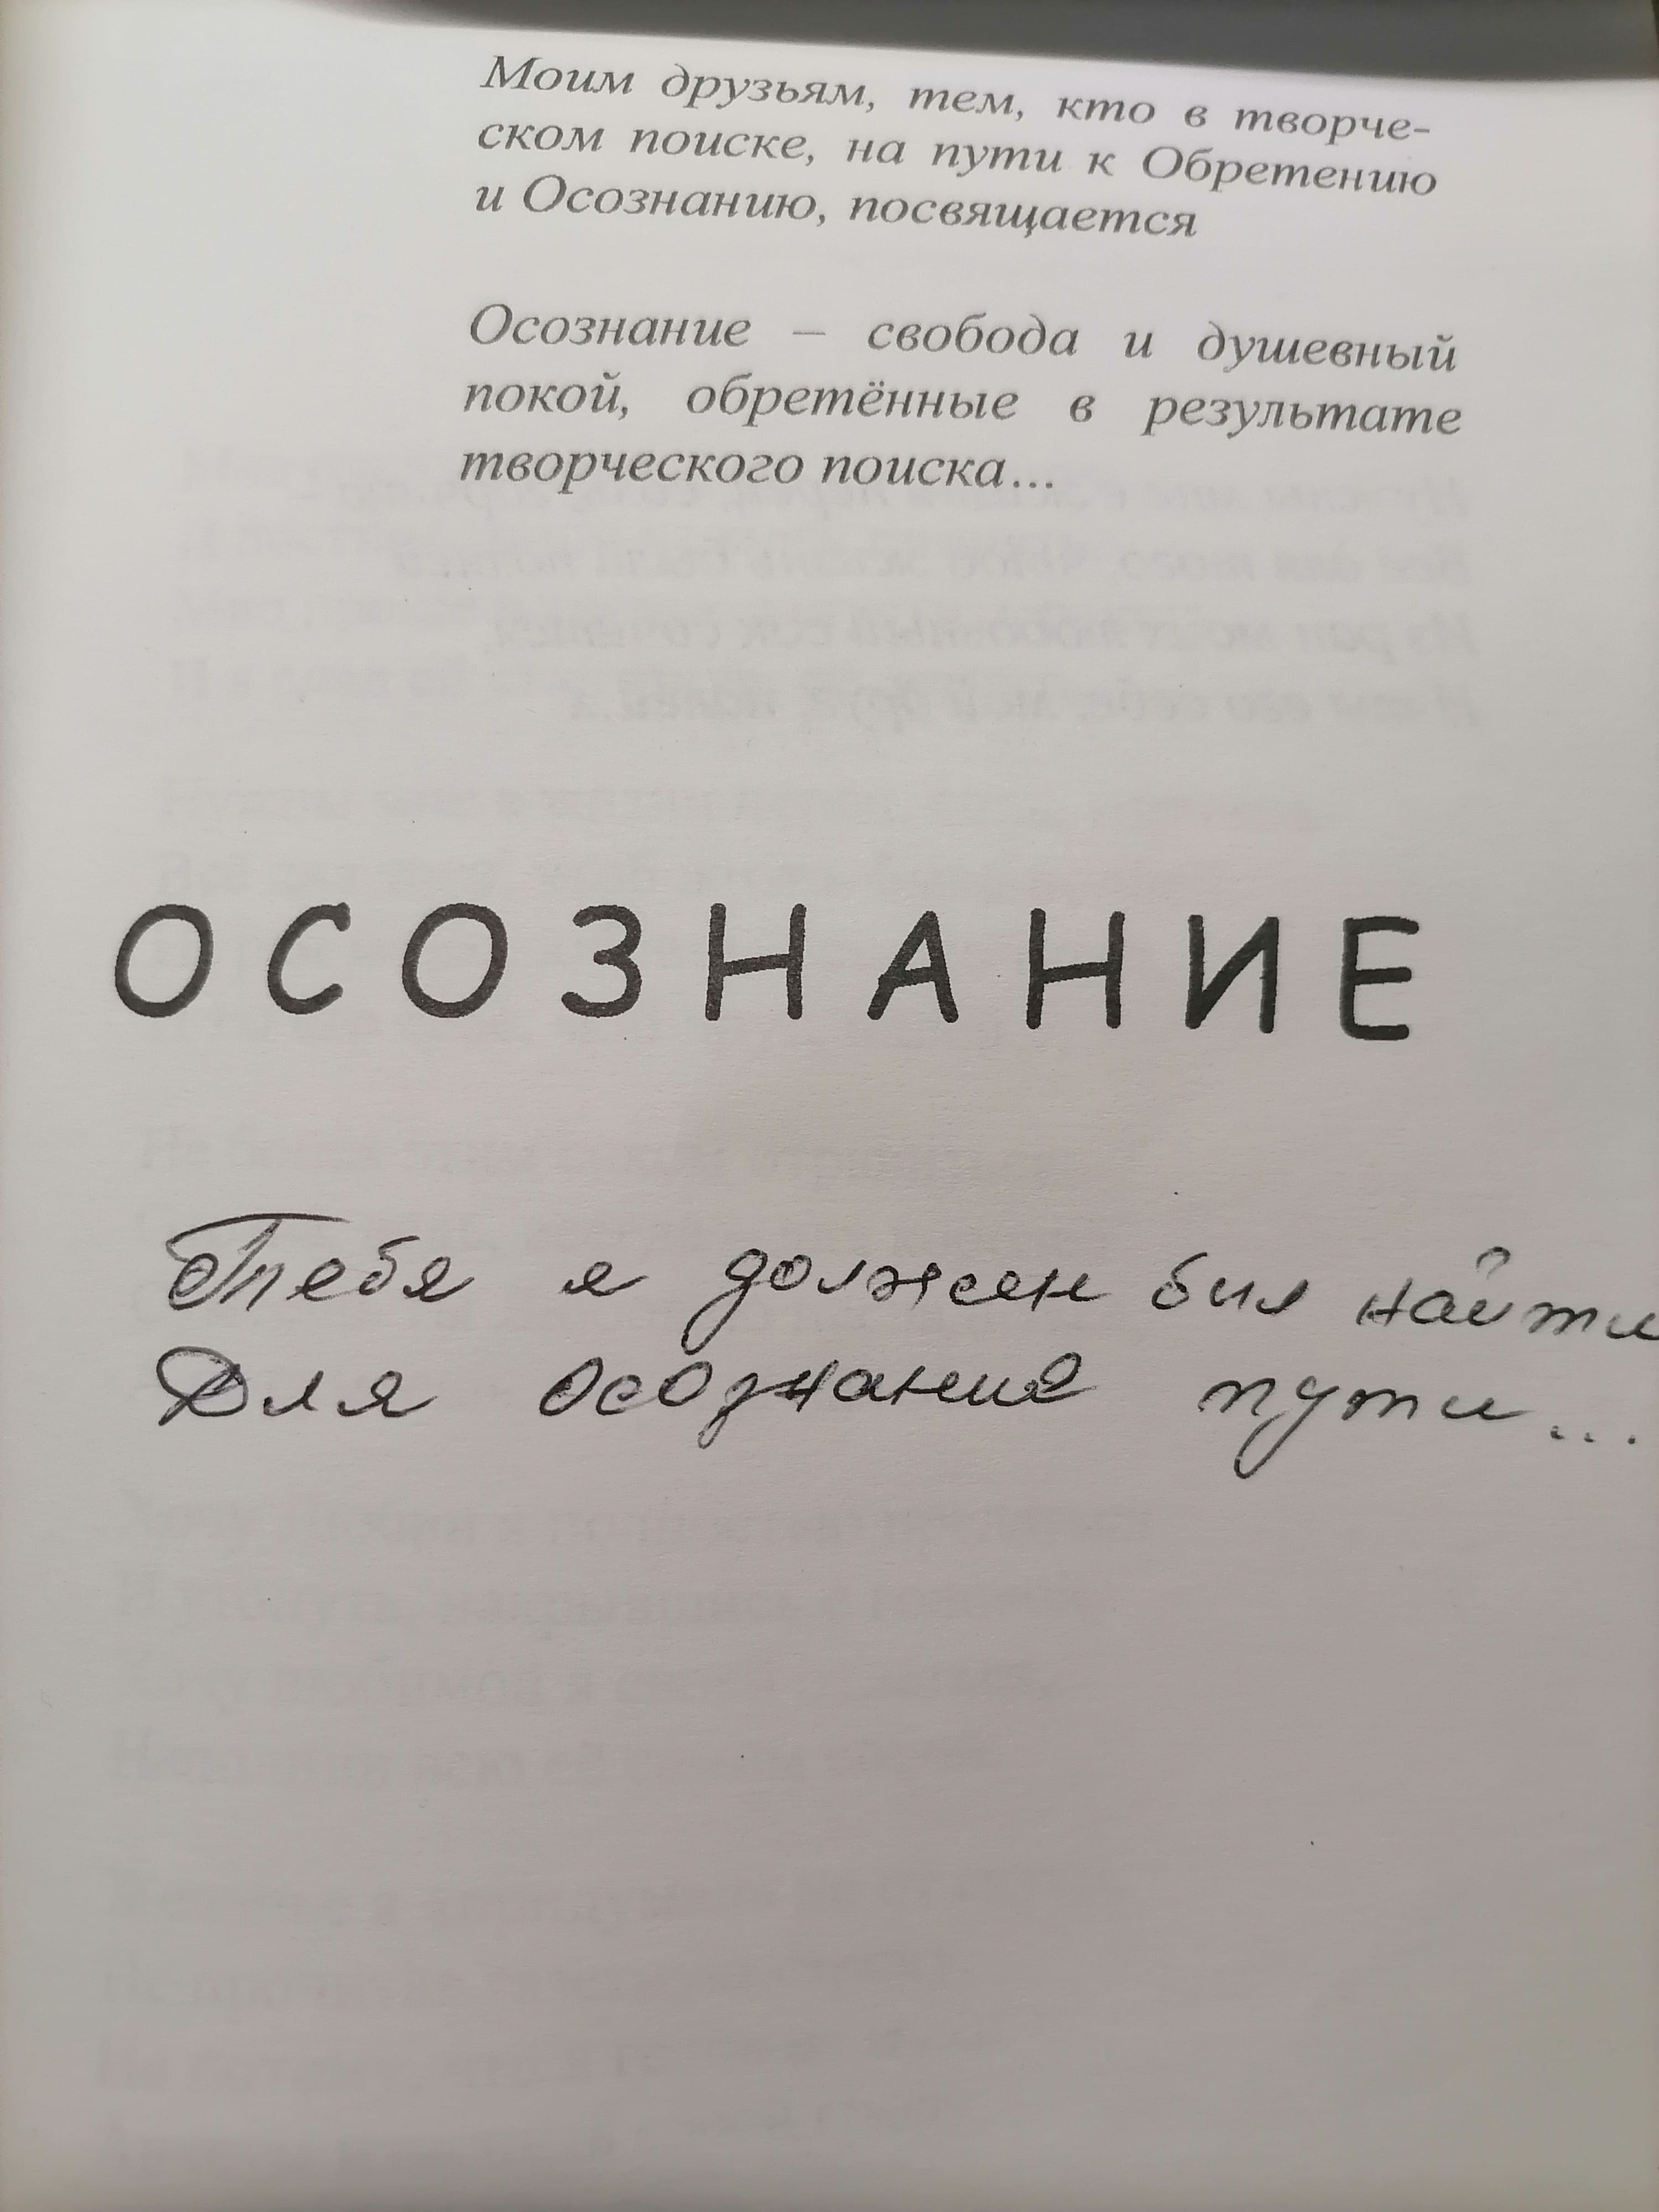 Моим друзьям, тем, кто в творче-
ском поиске, на пути к Обретению
и Осознанию, посвящается
Осознание – свобода и душевный
покой, обретённые в результате
творческого поиска...
ОСОЗНАНИЕ
Тебя я должен был найти
Для осознания пути...